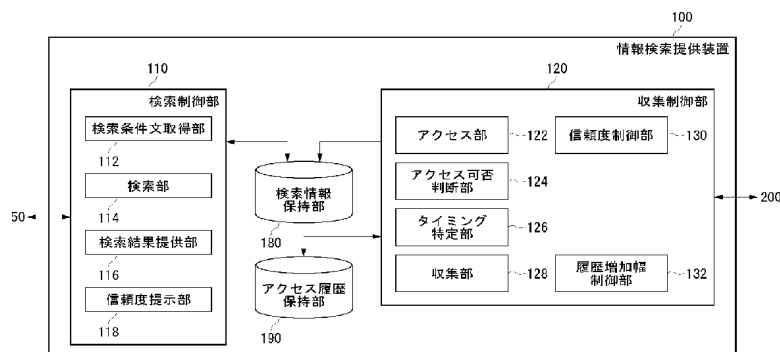 100
情報検索提供装置
110
検索制御部
検索条件文取得部
112
検索部
114
検索結果提供部
116
信頼度提示部
118
50
検索情報
保持部
180
アクセス履歴
保持部
190
120
収集制御部
アクセス部
122
信頼度制御部
130
アクセス可否
判断部
124
タイミング
特定部
126
収集部
128
履歴増加幅
制御部
132
200